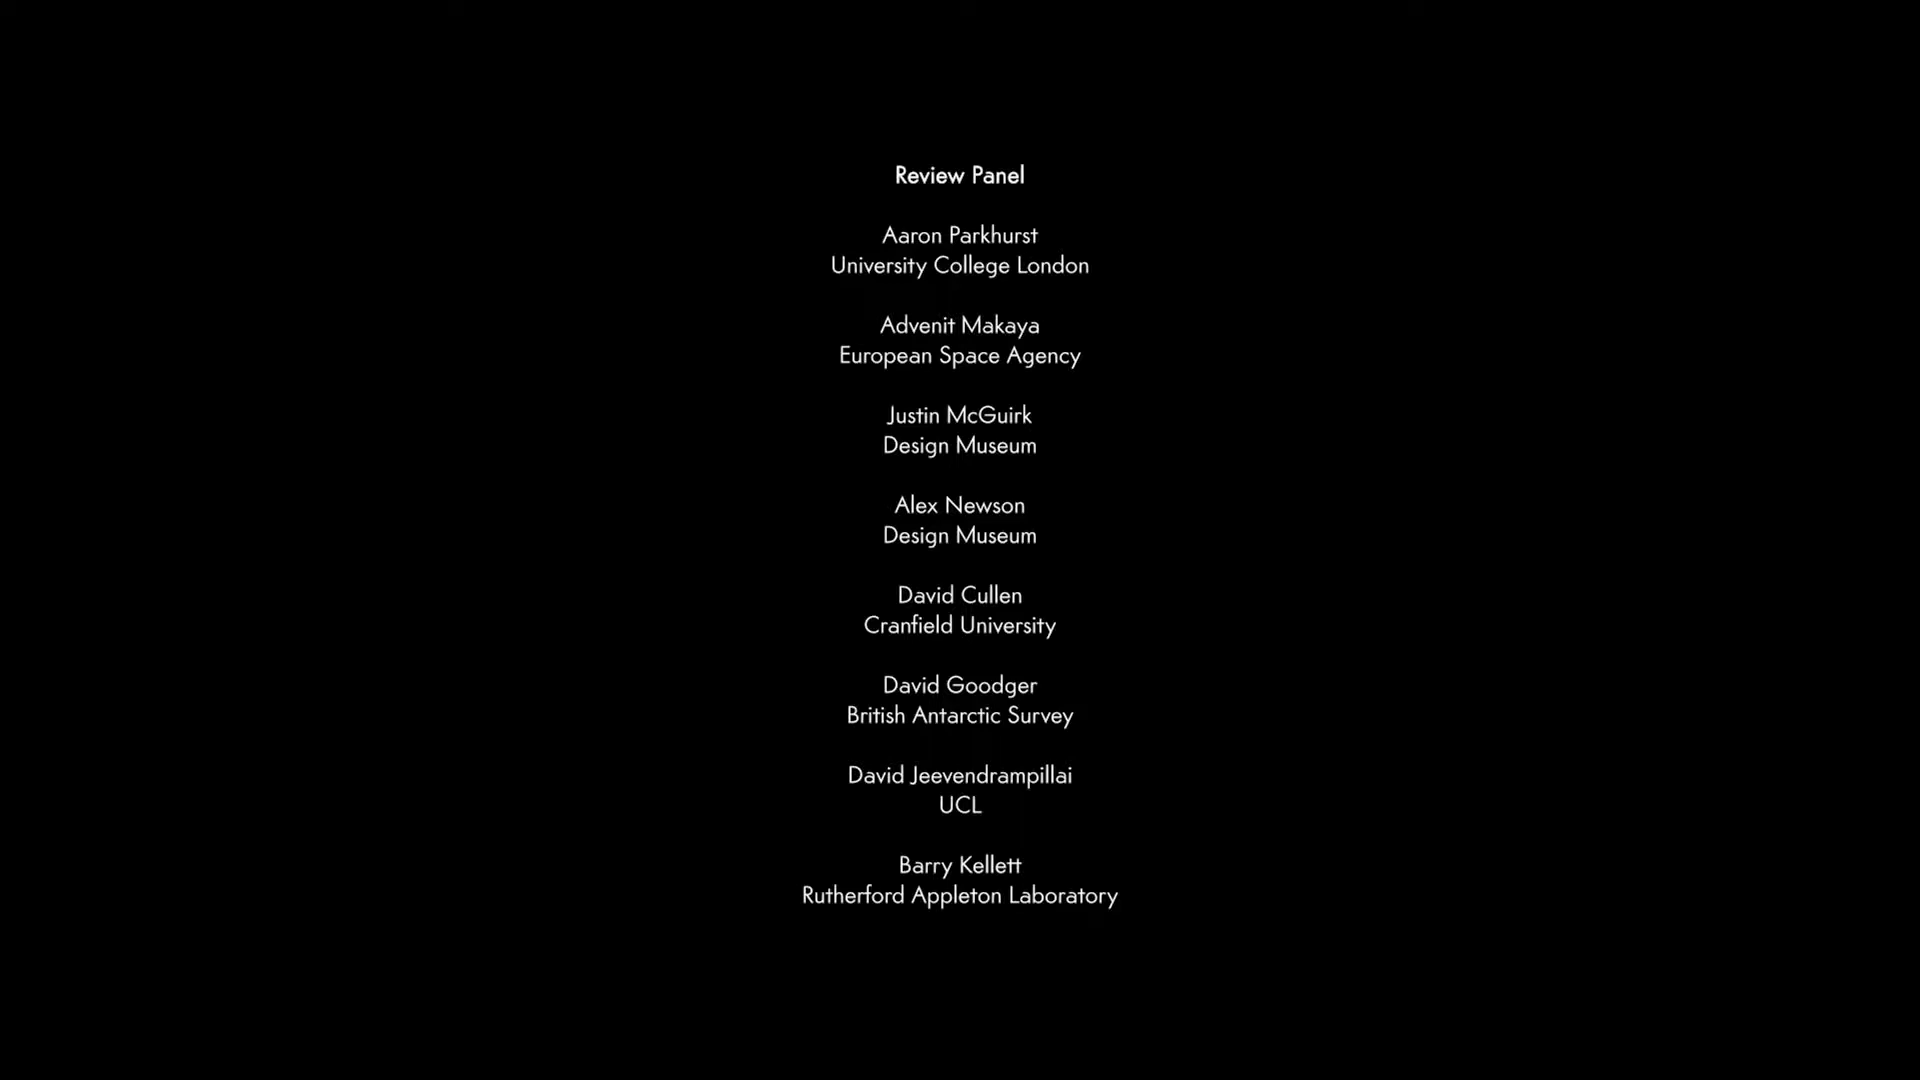 Review Panel
Aaron Parkhurst
University College London
Advenit Makaya
European Space Agency
Justin McGuirk
Design Museum
Alex Newson
Design Museum
David Cullen
Cranfield University
David Goodger
British Antarctic Survey
David Jeevendrampillai
UCL
Barry Kellett
Rutherford Appleton Laboratory